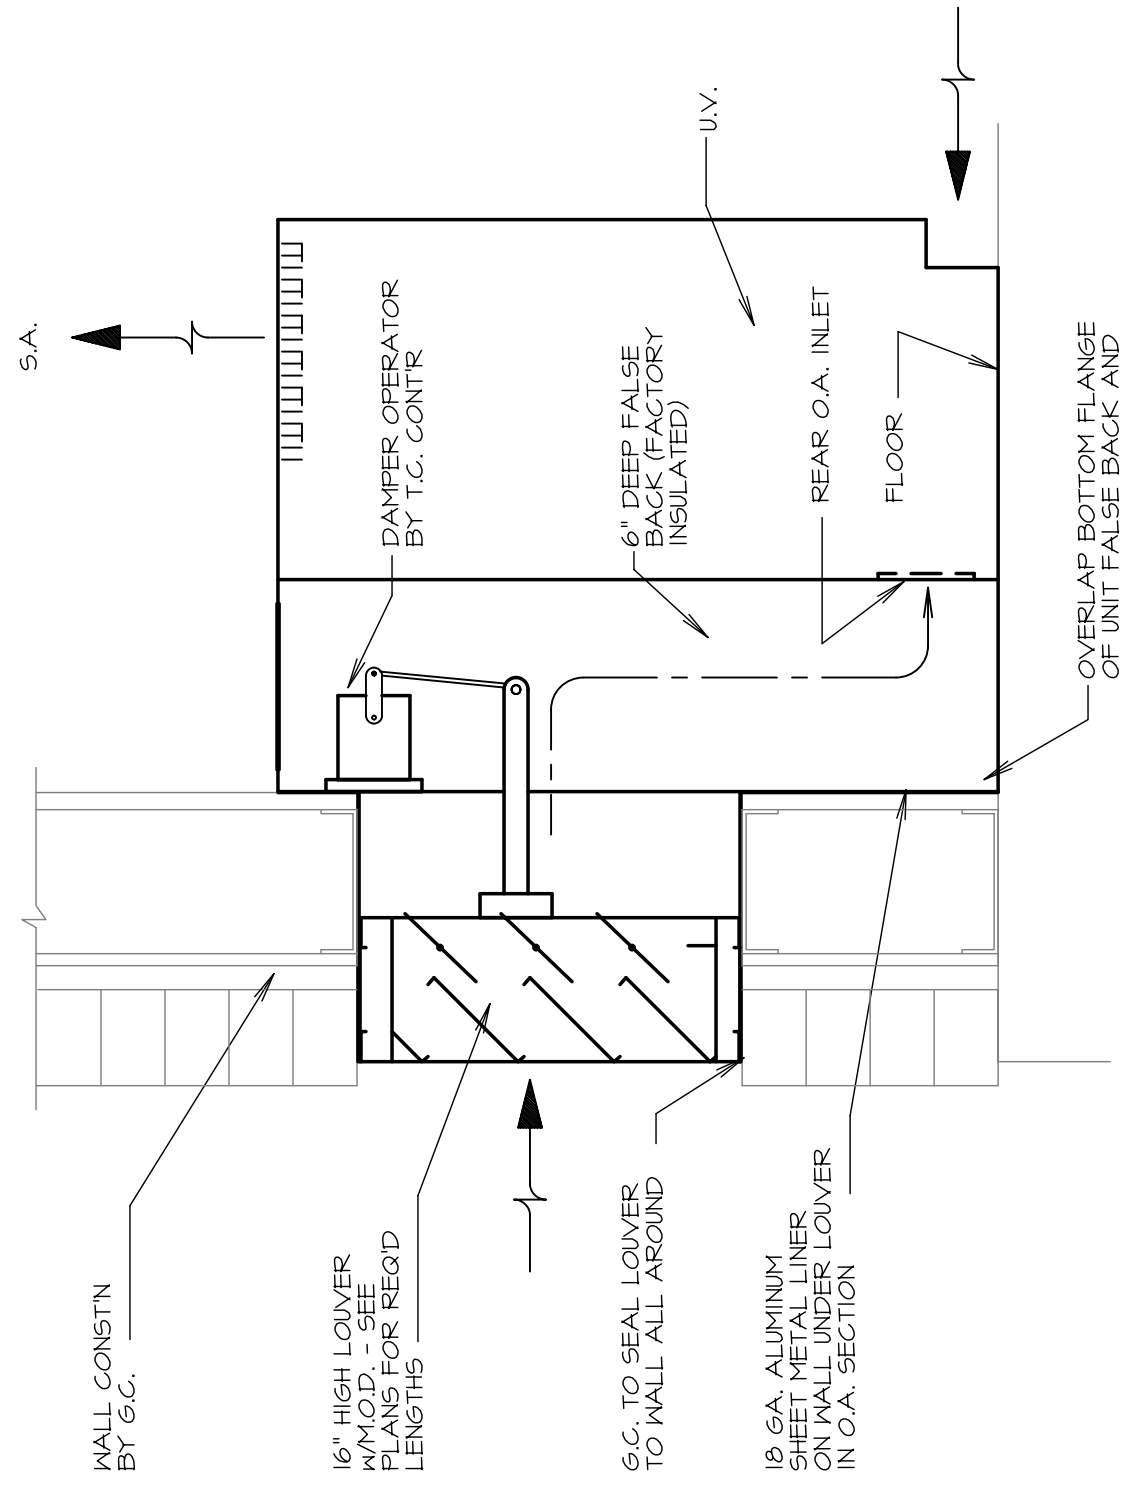 S.A.
WALL CONST'N
BY G.C.
DAMPER OPERATOR
BY T.C. CONT'R
16" HIGH LOUVER
W/M.O.D. - SEE
PLANS FOR REQ'D
LENGTHS
U.V.
6" DEEP FALSE
BACK (FACTORY
INSULATED)
G.C. TO SEAL LOUVER
TO WALL ALL AROUND
REAR O.A. INLET
18 GA. ALUMINUM
SHEET METAL LINER
ON WALL UNDER LOUVER
IN O.A. SECTION
FLOOR
OVERLAP BOTTOM FLANGE
OF UNIT FALSE BACK AND